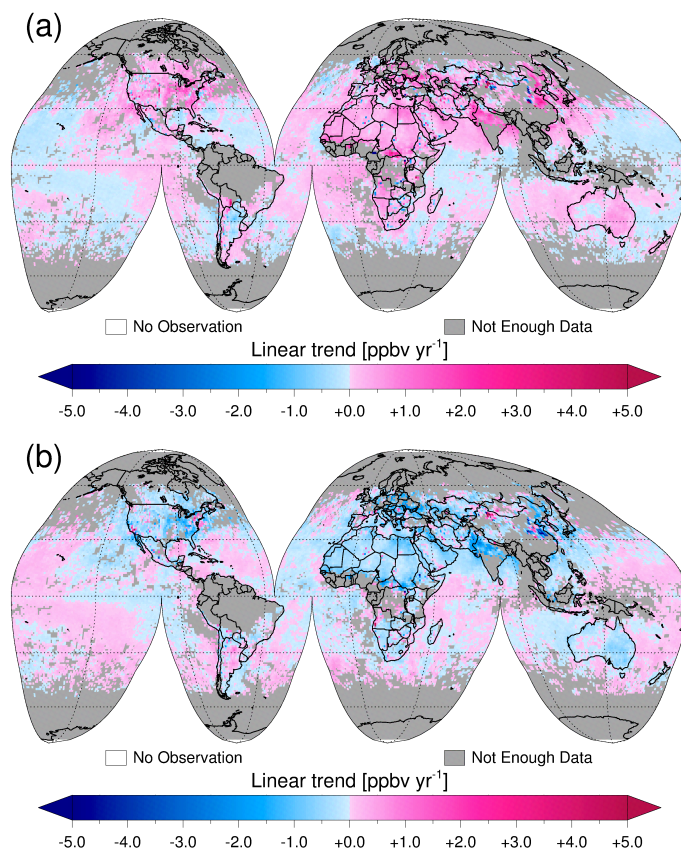 (a)
No Observation
Not Enough Data
Linear trend [ppbv yr-1]
-5.0 -4.0 -3.0 -2.0 -1.0 +0.0 +1.0 +2.0 +3.0 +4.0 +5.0
(b)
No Observation
Not Enough Data
Linear trend [ppbv yr-1]
-5.0 -4.0 -3.0 -2.0 -1.0 +0.0 +1.0 +2.0 +3.0 +4.0 +5.0